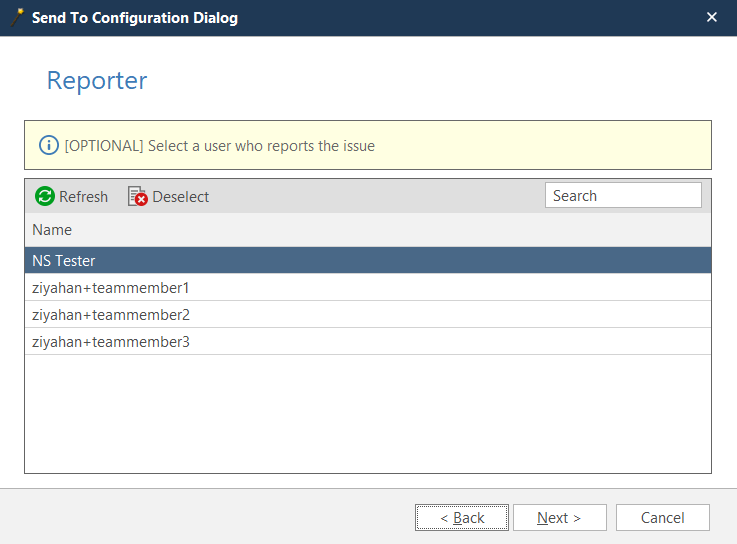 Send To Configuration Dialog
Reporter
[OPTIONAL] Select a user who reports the issue
Refresh Deselect Search
Name
NS Tester
ziyahan+teammember1
ziyahan+teammember2
ziyahan+teammember3
< Back Next > Cancel